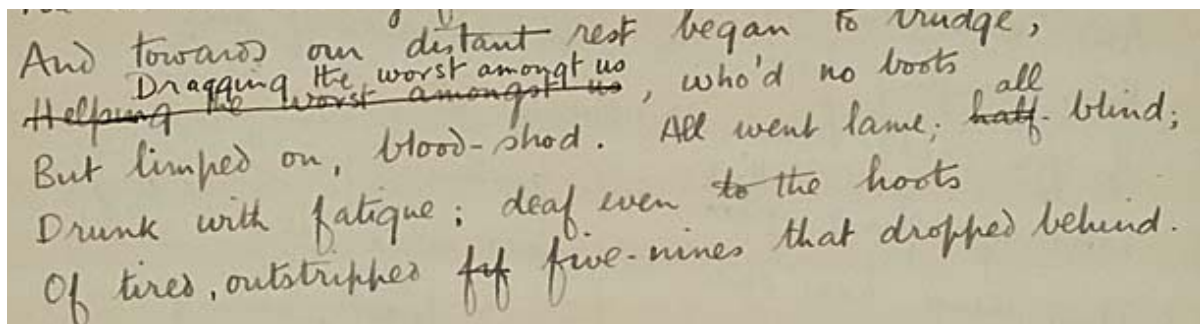 And towards our distant rest began to trudge,
Dragging the worst amongt us
Helping the worst amongst us, who'd no boots
all
But limped on, blood-shod. All went lame; half-blind;
Drunk with fatigue; deaf even to the hoots
Of tired, outstripped fif five-nines that dropped behind.